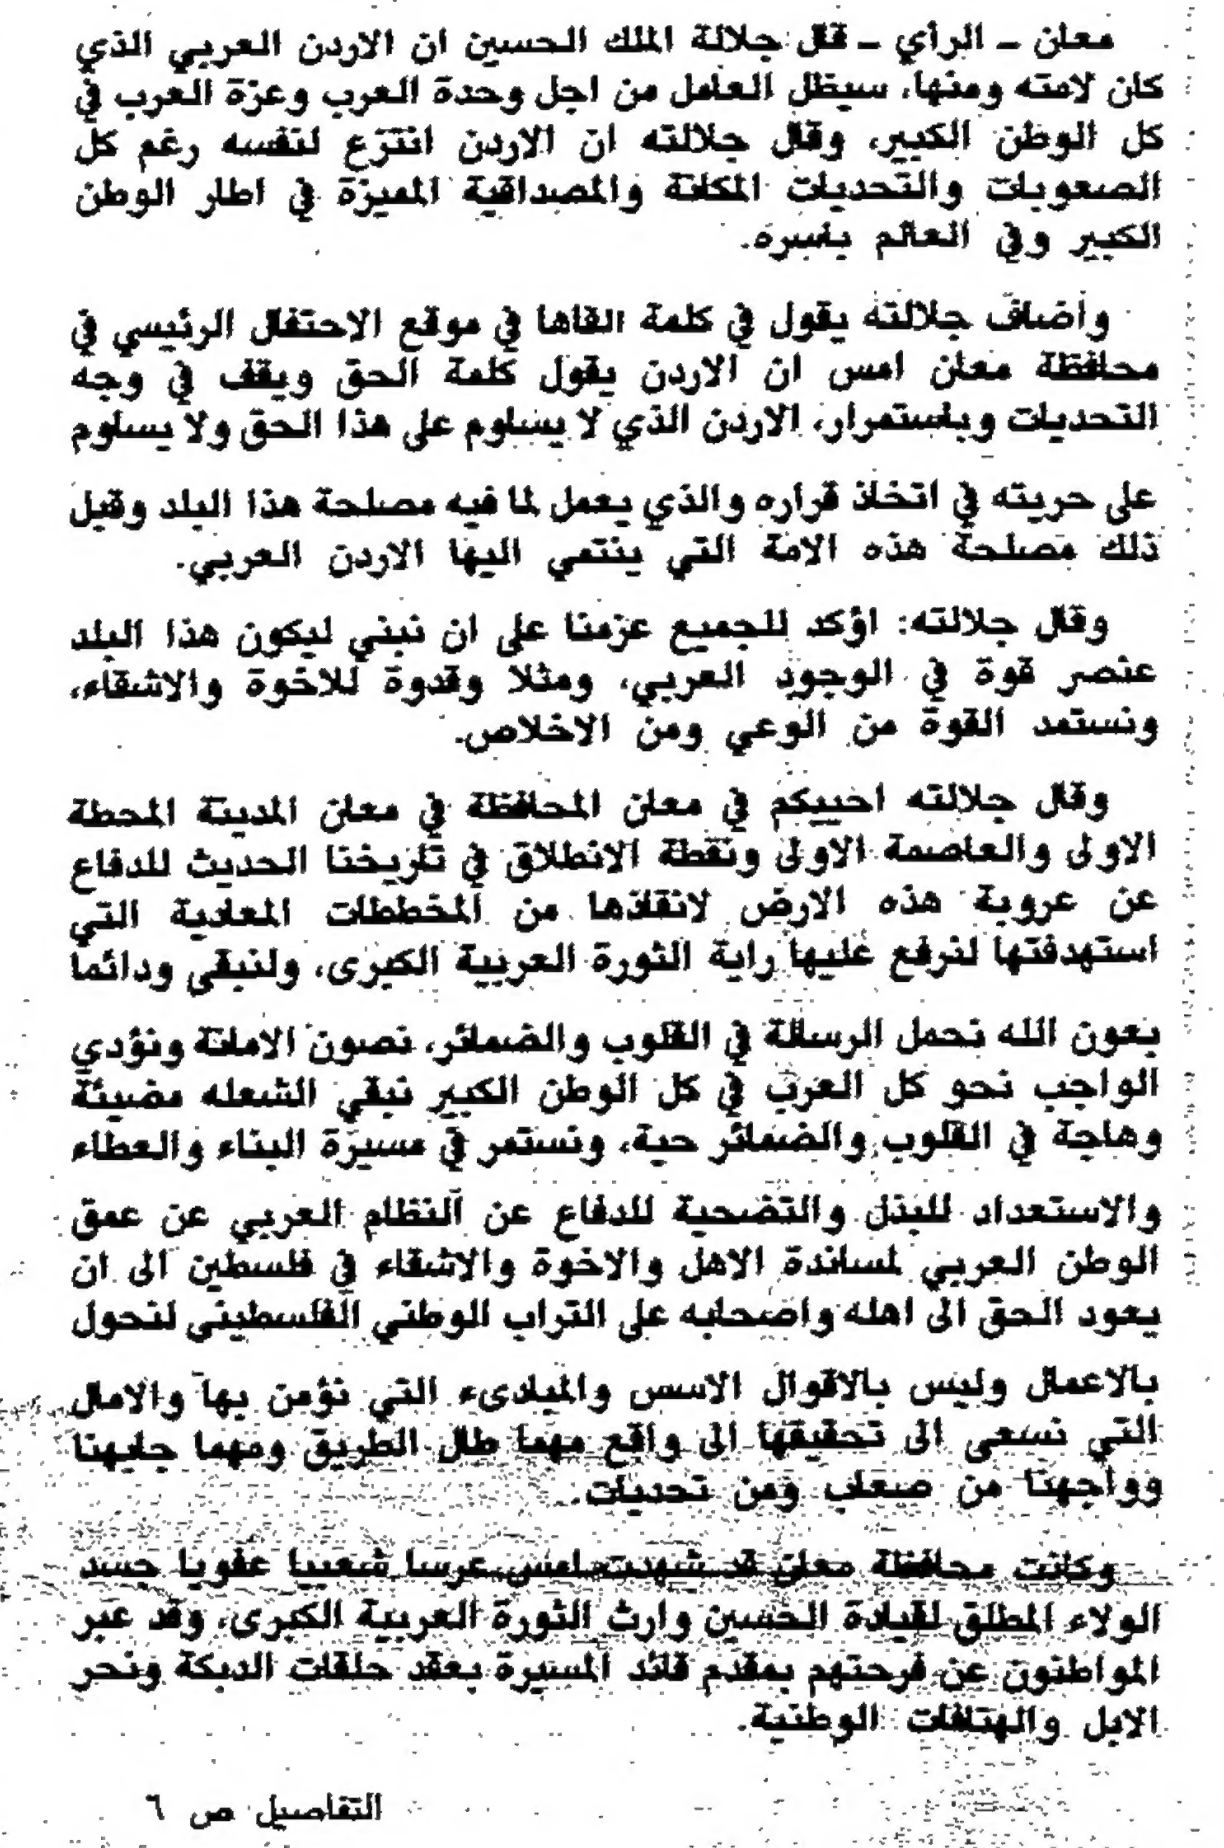 معان ـ الرأي ـ قال جلالة الملك الحسين ان الاردن العربي الذي
كان لامته ومنها، سيظل العامل من اجل وحدة العرب وعزة العرب في
كل الوطن الكبير، وقال جلالته ان الاردن انتزع لنفسه رغم كل
الصعوبات والتحديات المكانة والمصداقية المميزة في اطار الوطن
الكبير وفي العالم باسره.
وأضاف جلالته يقول في كلمة القاها في موقع الاحتفال الرئيسي في
محافظة معان امس ان الاردن يقول كلمة الحق ويقف في وجه
التحديات وباستمرار، الاردن الذي لا يساوم على هذا الحق ولا يساوم
على حريته في اتخاذ قراره والذي يعمل لما فيه مصلحة هذا البلد وقبل
ذلك مصلحة هذه الامة التي ينتمي اليها الاردن العربي.
وقال جلالته: اؤكد للجميع عزمنا على ان نبني ليكون هذا البلد
عنصر قوة في الوجود العربي، ومثلا وقدوة للاخوة والاشقاء،
ونستمد القوة من الوعي ومن الاخلاص.
وقال جلالته احييكم في معان المحافظة في معان المدينة المحطة
الاولى والعاصمة الاولى ونقطة الانطلاق في تاريخنا الحديث للدفاع
عن عروبة هذه الارض لانقاذها من المخططات المعادية التي
استهدفتها لنرفع عليها راية الثورة العربية الكبرى، ولنبقى ودائما
بعون الله نحمل الرسالة في القلوب والضمائر، نصون الامانة ونؤدي
الواجب نحو كل العرب في كل الوطن الكبير نبقي الشعله مضيئة
وهاجة في القلوب والضمائر حية، ونستمر في مسيرة البناء والعطاء
والاستعداد للبذل والتضحية للدفاع عن النظام العربي عن عمق
الوطن العربي لمساندة الاهل والاخوة والاشقاء في فلسطين الى ان
يعود الحق الى اهله واصحابه على التراب الوطني الفلسطيني لنحول
بالاعمال وليس بالاقوال الاسس والمبادىء التي نؤمن بها والامال
التي نسعى الى تحقيقها الى واقع مهما طال الطريق ومهما جابهنا
وواجهنا من صعاب ومن تحديات.
وكانت محافظة معان قد شهدت امس عرسا شعبيا عفويا جسد
الولاء المطلق لقيادة الحسين وارث الثورة العربية الكبرى، وقد عبر
المواطنون عن فرحتهم بمقدم قائد المسيرة بعقد حلقات الدبكة ونحر
الابل والهتافات الوطنية.
التفاصيل ص ٦